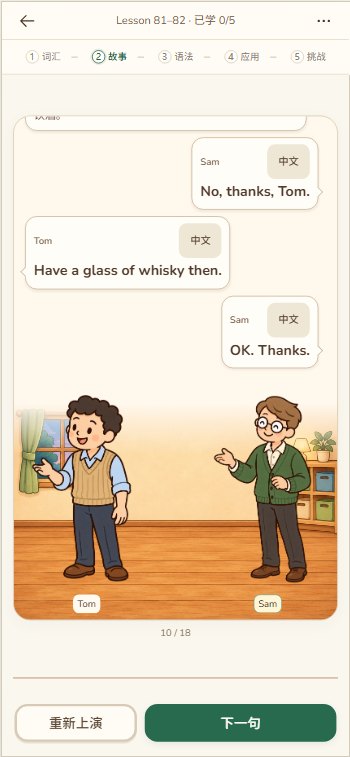 Lesson 81–82 · 已学 0/5
1 词汇 – 2 故事 – 3 语法 – 4 应用 – 5 挑战
Sam 中文
No, thanks, Tom.
Tom 中文
Have a glass of whisky then.
Sam 中文
OK. Thanks.
Tom Sam
10 / 18
重新上演 下一句